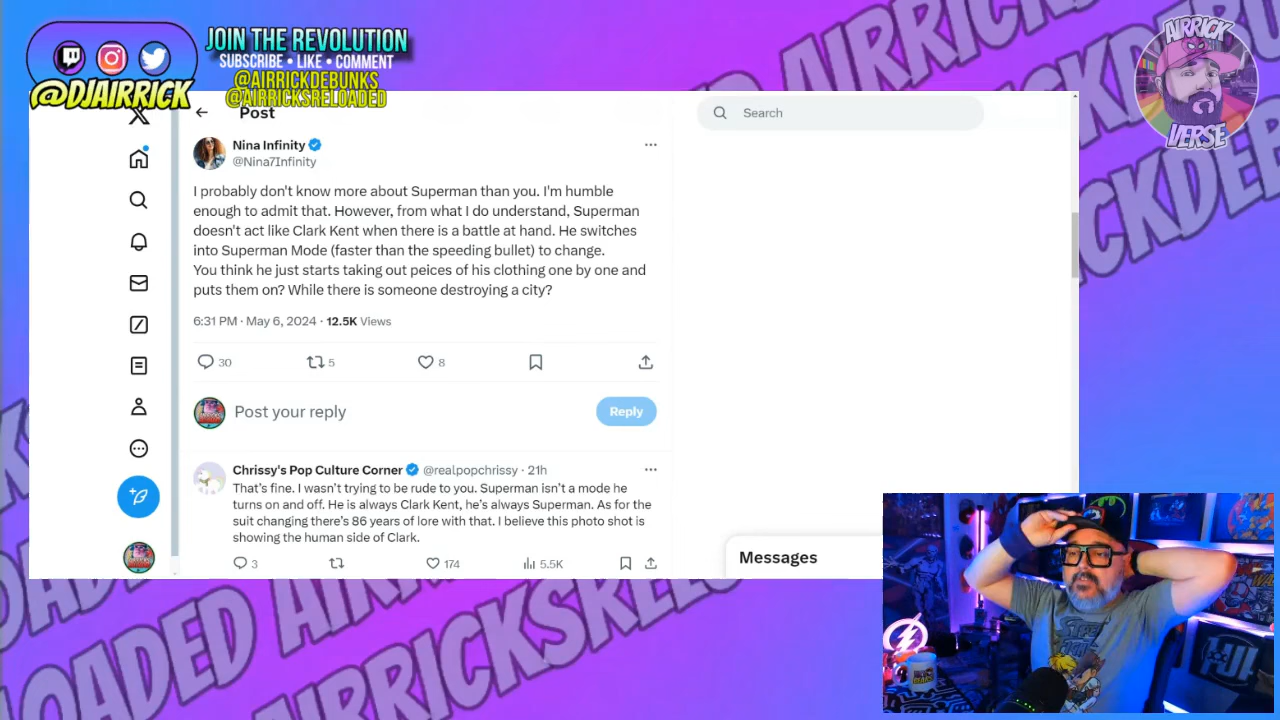 JOIN THE REVOLUTION
SUBSCRIBE • LIKE • COMMENT
@AIRRICKDEBUNKS
@AIRRICKSRELOADED
@DJAIRRICK
AIRRICK
VERSE
Post
Search
Nina Infinity
@Nina7Infinity
I probably don't know more about Superman than you. I'm humble
enough to admit that. However, from what I do understand, Superman
doesn't act like Clark Kent when there is a battle at hand. He switches
into Superman Mode (faster than the speeding bullet) to change.
You think he just starts taking out peices of his clothing one by one and
puts them on? While there is someone destroying a city?
6:31 PM · May 6, 2024 · 12.5K Views
30
5
8
Post your reply
Reply
Chrissy's Pop Culture Corner @realpopchrissy · 21h
That's fine. I wasn't trying to be rude to you. Superman isn't a mode he
turns on and off. He is always Clark Kent, he's always Superman. As for the
suit changing there's 86 years of lore with that. I believe this photo shot is
showing the human side of Clark.
3
174
5.5K
Messages